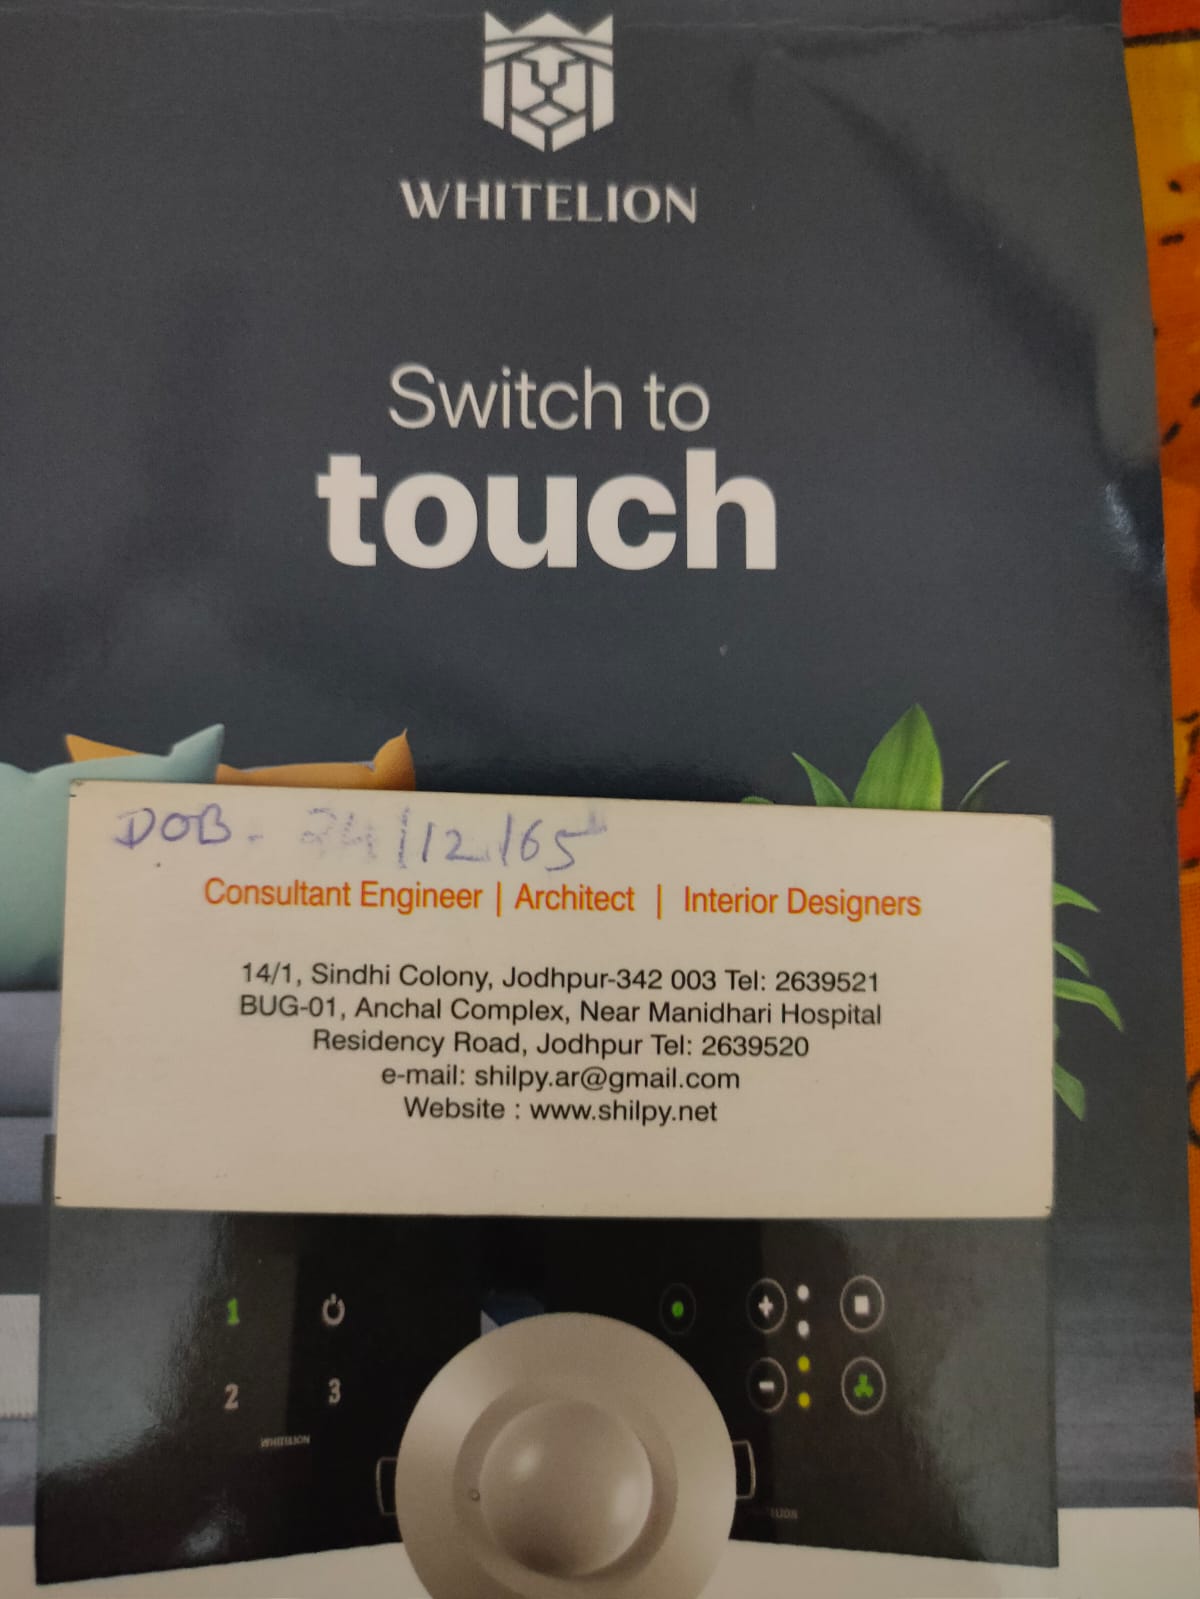 WHITELION
Switch to
touch
DOB - 24/12/65
Consultant Engineer | Architect | Interior Designers
14/1, Sindhi Colony, Jodhpur-342 003 Tel: 2639521
BUG-01, Anchal Complex, Near Manidhari Hospital
Residency Road, Jodhpur Tel: 2639520
e-mail: shilpy.ar@gmail.com
Website : www.shilpy.net
1
2 3
WHITELION